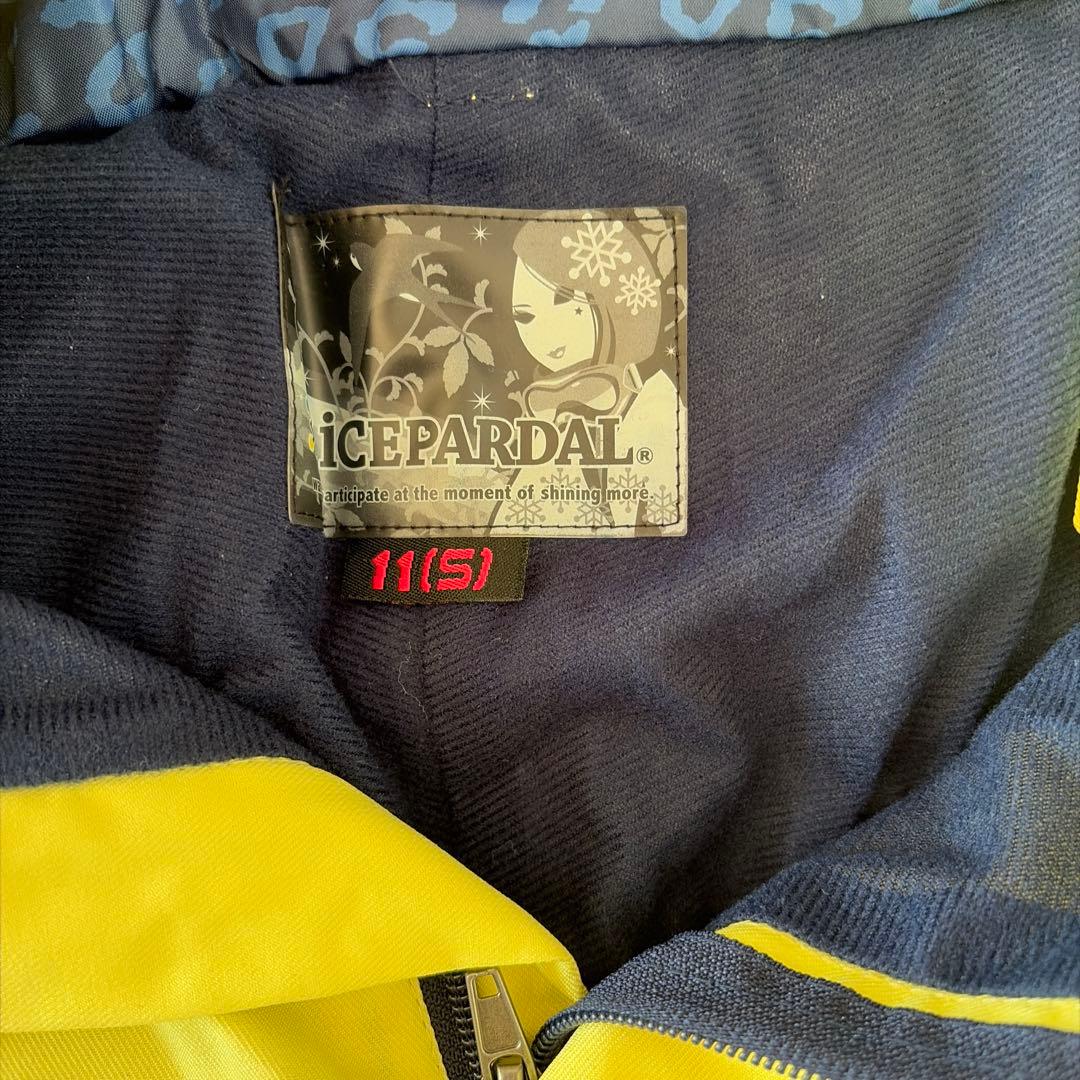 iCEPARDAL®
articipate at the moment of shining more.
11(S)